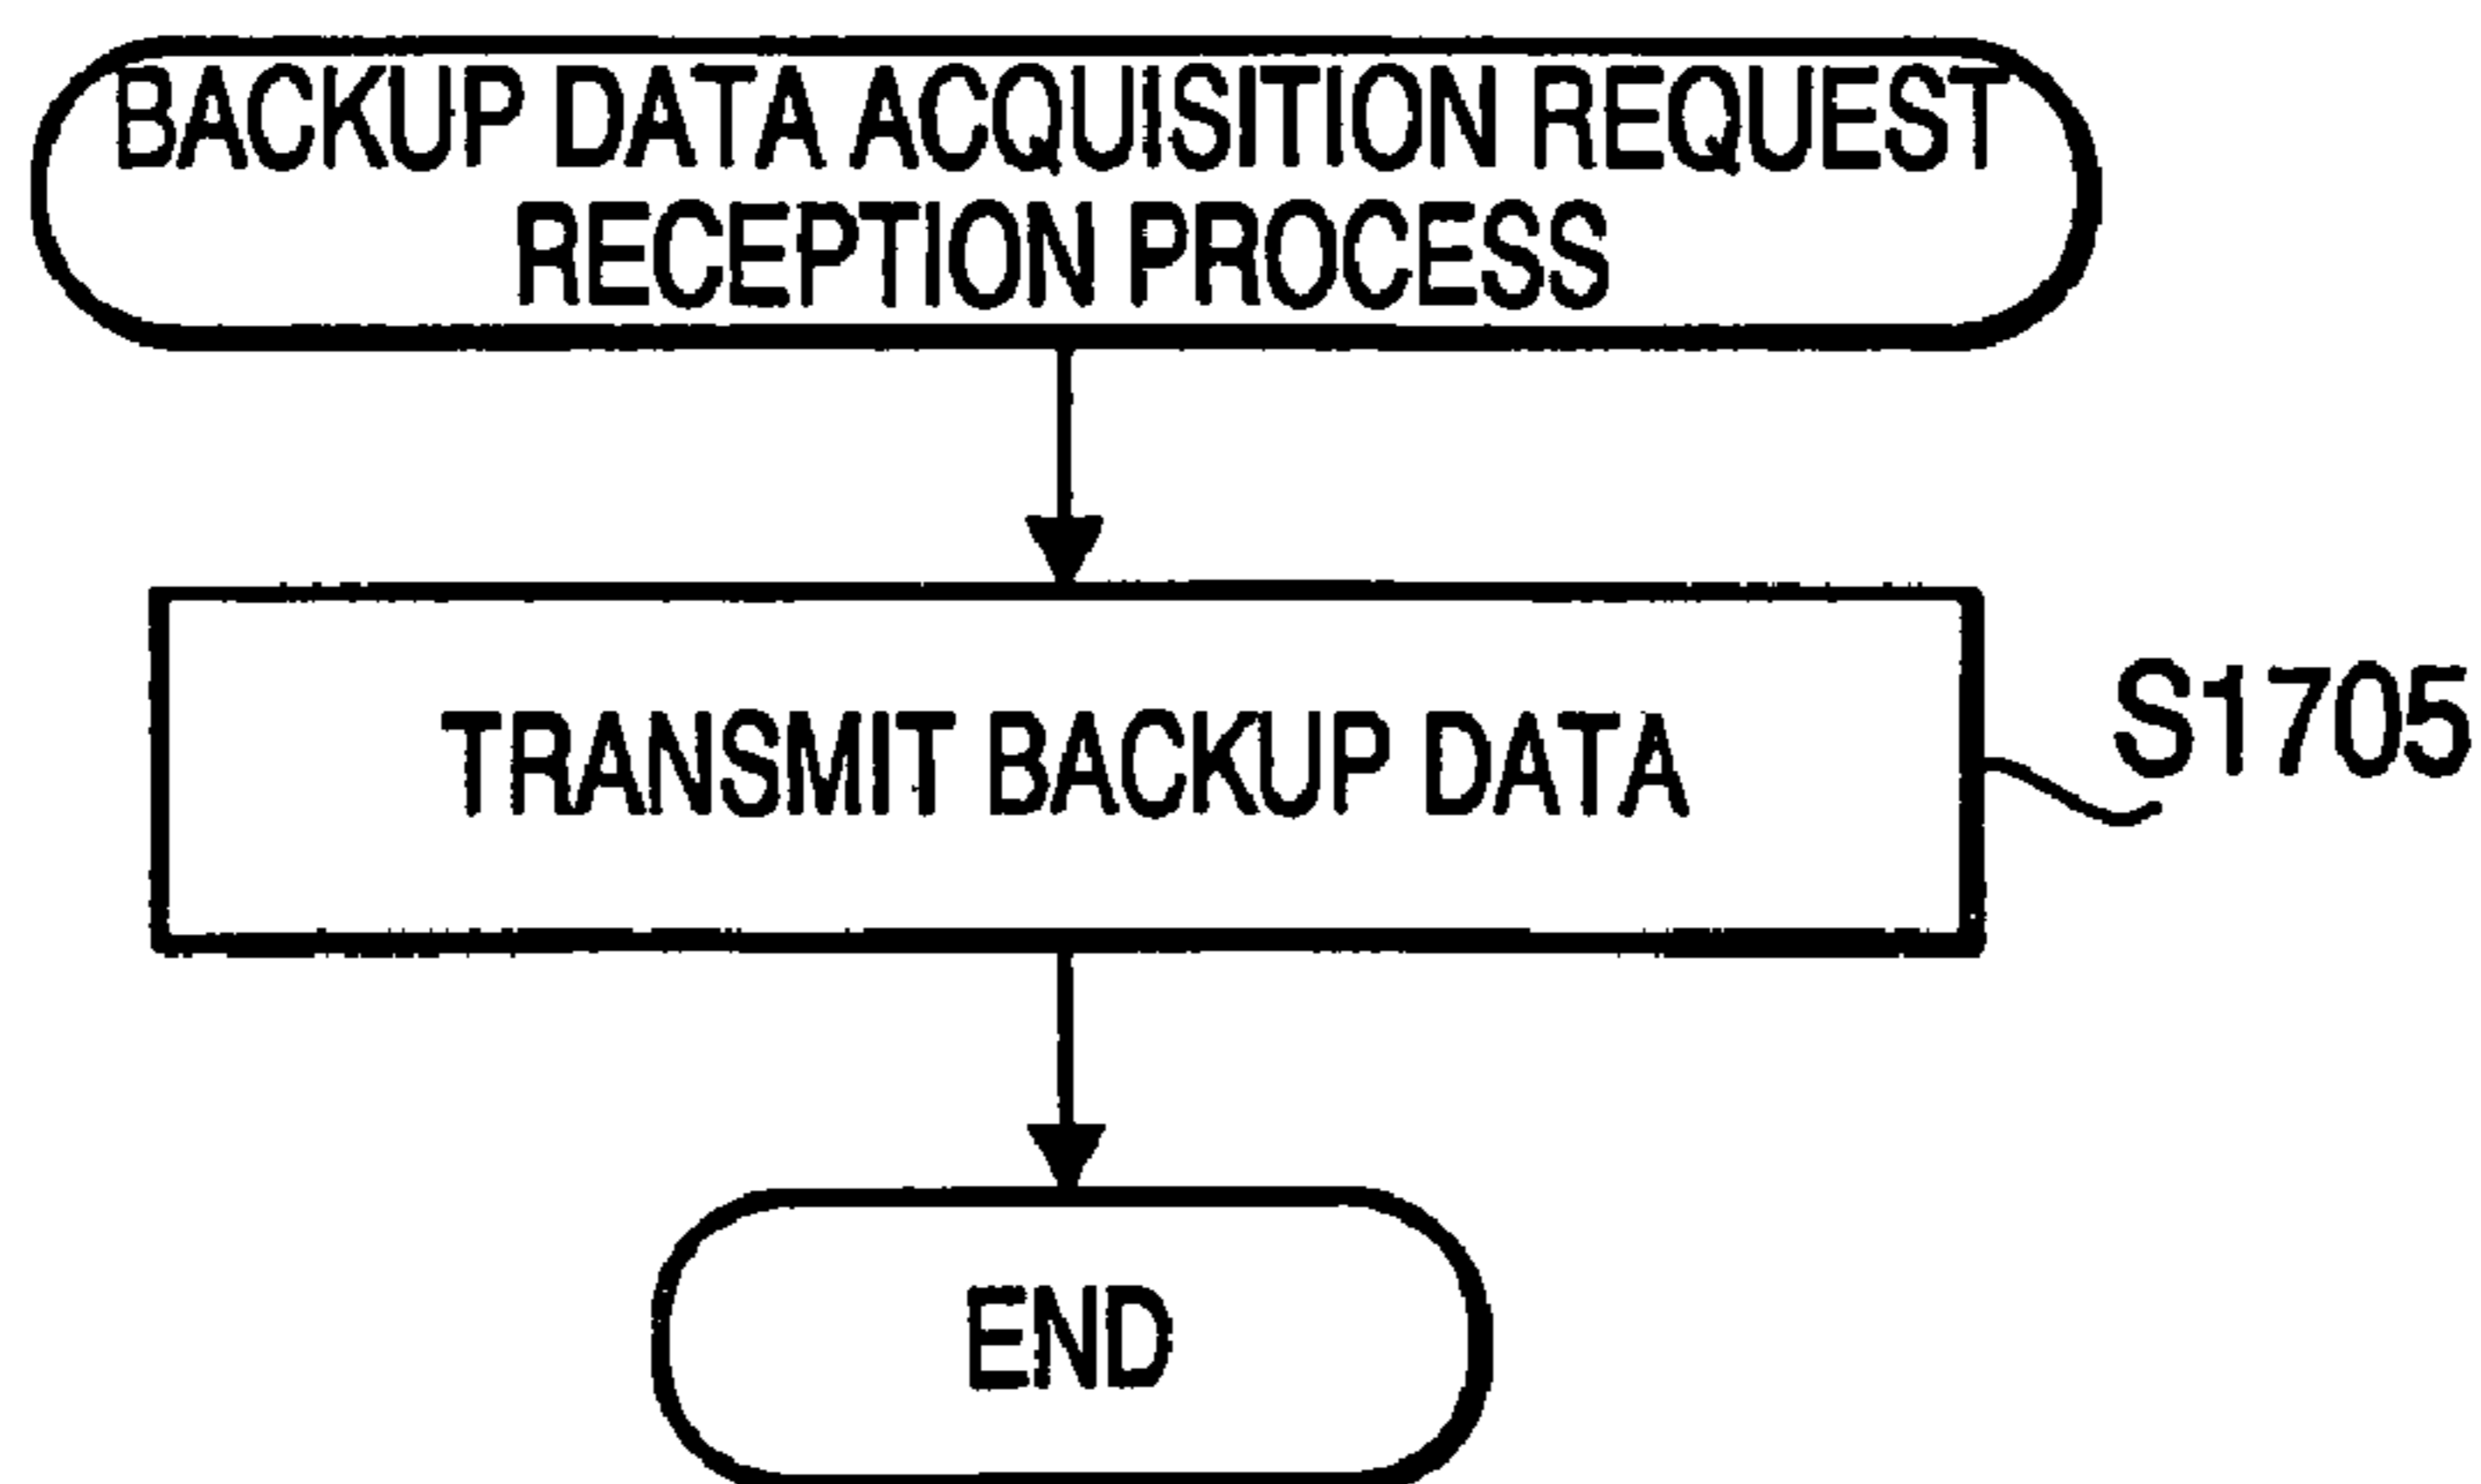 BACKUP DATA ACQUISITION REQUEST
RECEPTION PROCESS
TRANSMIT BACKUP DATA
S1705
END